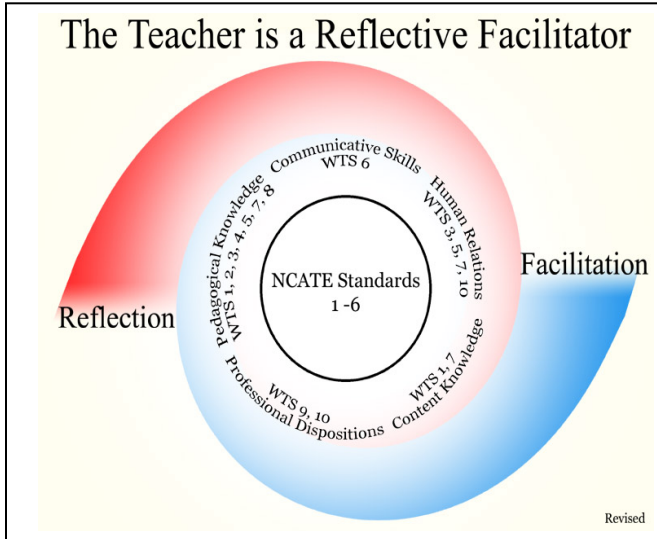 The Teacher is a Reflective Facilitator
Communicative Skills
WTS 6
Human Relations
WTS 3, 5, 7, 10
Pedagogical Knowledge
WTS 1, 2, 3, 4, 5, 7, 8
NCATE Standards
1 -6
Reflection
Facilitation
WTS 1, 7
Content Knowledge
WTS 9, 10
Professional Dispositions
Revised